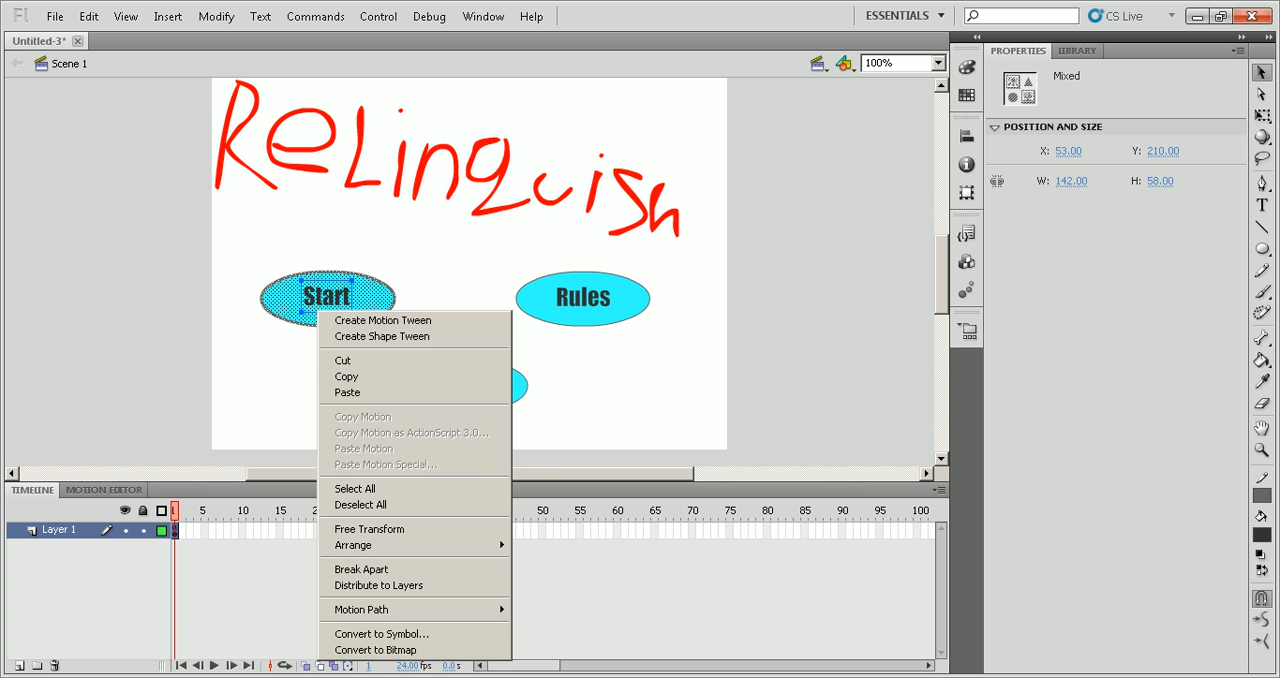 Fl File Edit View Insert Modify Text Commands Control Debug Window Help ESSENTIALS CS Live
Untitled-3*
Scene 1 100%
PROPERTIES LIBRARY
Mixed
POSITION AND SIZE
X: 53.00 Y: 210.00
W: 142.00 H: 58.00
Relinquish
Start Rules
Create Motion Tween
Create Shape Tween
Cut
Copy
Paste
Copy Motion
Copy Motion as ActionScript 3.0...
Paste Motion
Paste Motion Special...
Select All
Deselect All
Free Transform
Arrange
Break Apart
Distribute to Layers
Motion Path
Convert to Symbol...
Convert to Bitmap
TIMELINE MOTION EDITOR
1 5 10 15 50 55 60 65 70 75 80 85 90 95 100
Layer 1
1 24.00 fps 0.0 s